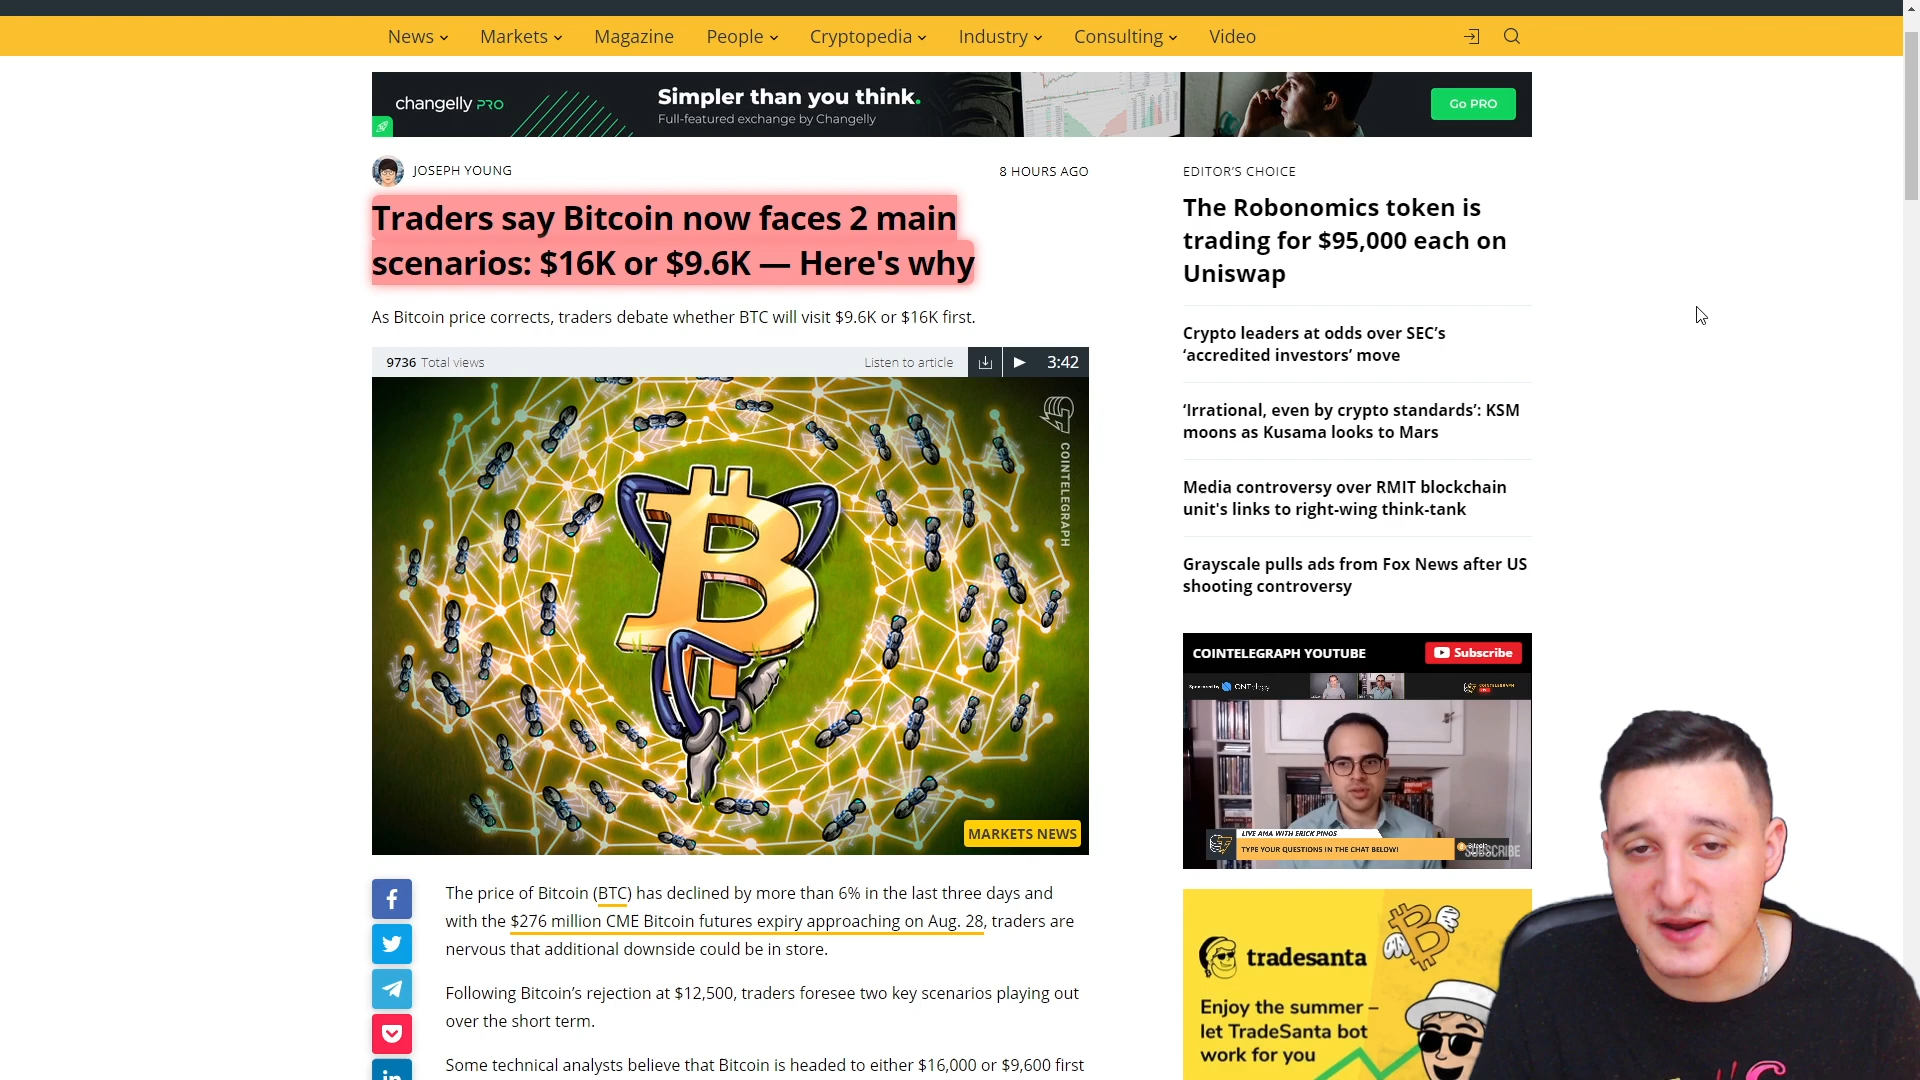 News Markets Magazine People Cryptopedia Industry Consulting Video
changelly PRO
Simpler than you think.
Full-featured exchange by Changelly
Go PRO
JOSEPH YOUNG
8 HOURS AGO
Traders say Bitcoin now faces 2 main
scenarios: $16K or $9.6K — Here's why
As Bitcoin price corrects, traders debate whether BTC will visit $9.6K or $16K first.
9736 Total views
Listen to article
3:42
COINTELEGRAPH
MARKETS NEWS
The price of Bitcoin (BTC) has declined by more than 6% in the last three days and
with the $276 million CME Bitcoin futures expiry approaching on Aug. 28, traders are
nervous that additional downside could be in store.
Following Bitcoin’s rejection at $12,500, traders foresee two key scenarios playing out
over the short term.
Some technical analysts believe that Bitcoin is headed to either $16,000 or $9,600 first
EDITOR’S CHOICE
The Robonomics token is
trading for $95,000 each on
Uniswap
Crypto leaders at odds over SEC’s
‘accredited investors’ move
‘Irrational, even by crypto standards’: KSM
moons as Kusama looks to Mars
Media controversy over RMIT blockchain
unit's links to right-wing think-tank
Grayscale pulls ads from Fox News after US
shooting controversy
COINTELEGRAPH YOUTUBE
Subscribe
Sponsored by
LIVE AMA WITH ERICK PINOS
TYPE YOUR QUESTIONS IN THE CHAT BELOW!
SUBSCRIBE
tradesanta
Enjoy the summer –
let TradeSanta bot
work for you